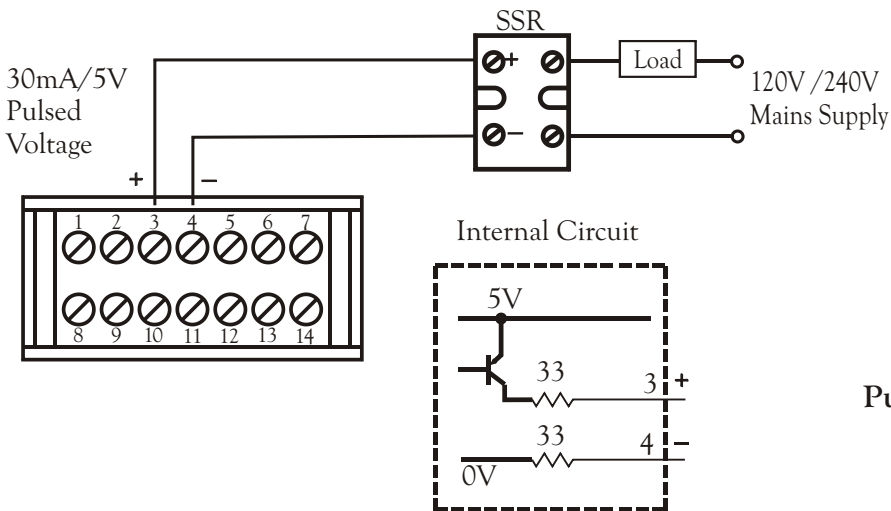 SSR
30mA/5V
Pulsed
Voltage
+
−
+
−
Load
120V /240V
Mains Supply
1 2 3 4 5 6 7
8 9 10 11 12 13 14
Internal Circuit
5V
33
3 +
33
4 −
0V
Pu